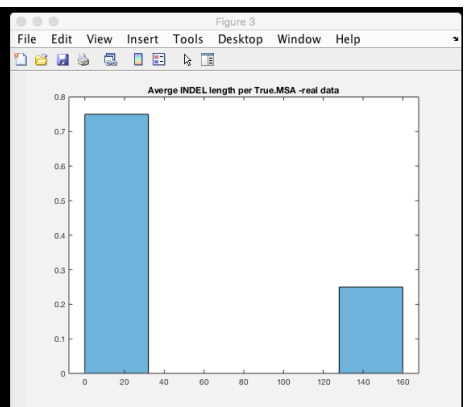 Figure 3
File Edit View Insert Tools Desktop Window Help
Averge INDEL length per True.MSA -real data
0.8
0.7
0.6
0.5
0.4
0.3
0.2
0.1
0
0 20 40 60 80 100 120 140 160